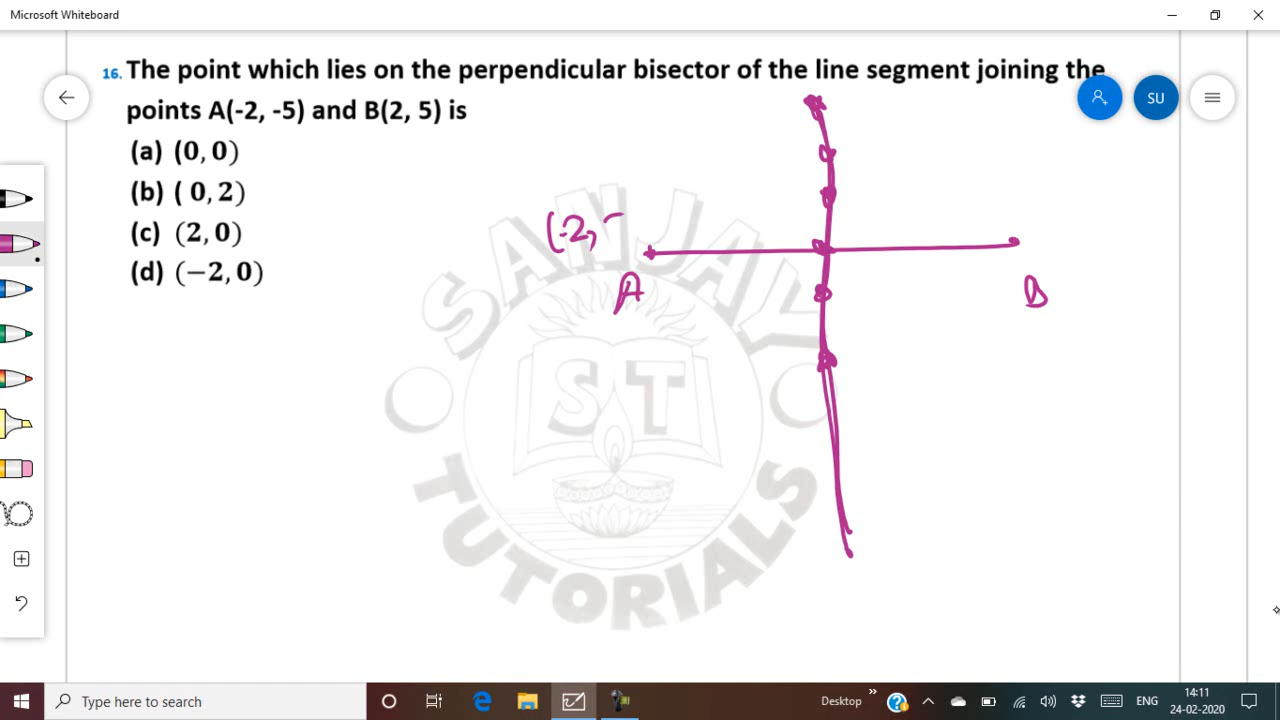 Microsoft Whiteboard
16. The point which lies on the perpendicular bisector of the line segment joining the
points A(-2, -5) and B(2, 5) is
(a) (0, 0)
(b) ( 0, 2)
(c) (2, 0)
(d) (−2, 0)
SU
(-2, -
A
B
SANJAY
ST
TUTORIALS
Type here to search
Desktop
ENG
14:11
24-02-2020